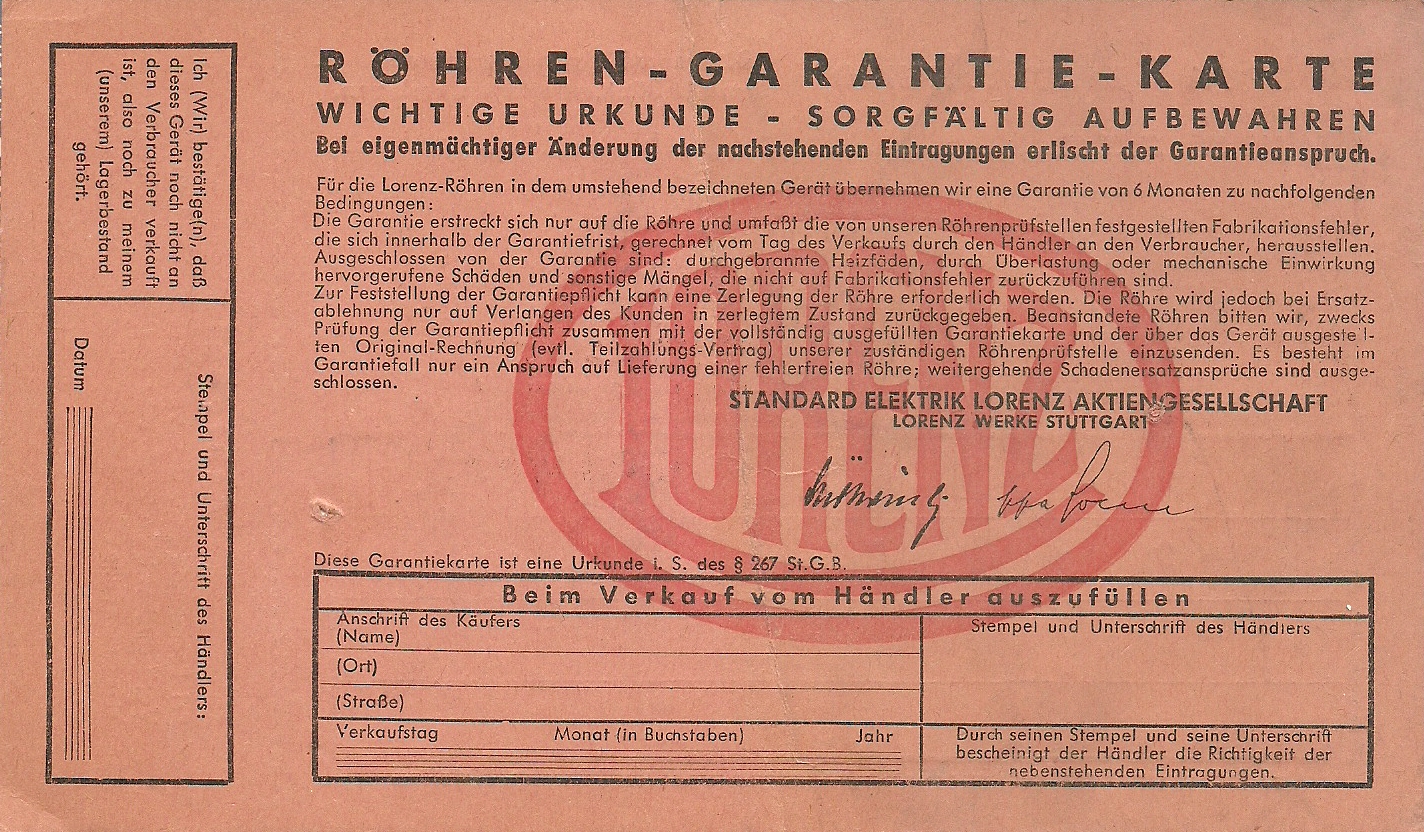 Ich (Wir) bestätige(n), daß
dieses Gerät noch nicht an
den Verbraucher verkauft
ist, also noch zu meinem
(unserem) Lagerbestand
gehört.
Stempel und Unterschrift des Händlers:
Datum
RÖHREN-GARANTIE-KARTE
WICHTIGE URKUNDE - SORGFÄLTIG AUFBEWAHREN
Bei eigenmächtiger Änderung der nachstehenden Eintragungen erlischt der Garantieanspruch.
Für die Lorenz-Röhren in dem umstehend bezeichneten Gerät übernehmen wir eine Garantie von 6 Monaten zu nachfolgenden
Bedingungen:
Die Garantie erstreckt sich nur auf die Röhre und umfaßt die von unseren Röhrenprüfstellen festgestellten Fabrikationsfehler,
die sich innerhalb der Garantiefrist, gerechnet vom Tag des Verkaufs durch den Händler an den Verbraucher, herausstellen.
Ausgeschlossen von der Garantie sind: durchgebrannte Heizfäden, durch Überlastung oder mechanische Einwirkung
hervorgerufene Schäden und sonstige Mängel, die nicht auf Fabrikationsfehler zurückzuführen sind.
Zur Feststellung der Garantiepflicht kann eine Zerlegung der Röhre erforderlich werden. Die Röhre wird jedoch bei Ersatz-
ablehnung nur auf Verlangen des Kunden in zerlegtem Zustand zurückgegeben. Beanstandete Röhren bitten wir, zwecks
Prüfung der Garantiepflicht zusammen mit der vollständig ausgefüllten Garantiekarte und der über das Gerät ausgestell-
ten Original-Rechnung (evtl. Teilzahlungs-Vertrag) unserer zuständigen Röhrenprüfstelle einzusenden. Es besteht im
Garantiefall nur ein Anspruch auf Lieferung einer fehlerfreien Röhre; weitergehende Schadenersatzansprüche sind ausge-
schlossen.
LORENZ
STANDARD ELEKTRIK LORENZ AKTIENGESELLSCHAFT
LORENZ WERKE STUTTGART
Diese Garantiekarte ist eine Urkunde i. S. des § 267 St.G.B.
Beim Verkauf vom Händler auszufüllen
Anschrift des Käufers
(Name)
(Ort)
(Straße)
Verkaufstag Monat (in Buchstaben) Jahr
Stempel und Unterschrift des Händlers
Durch seinen Stempel und seine Unterschrift
bescheinigt der Händler die Richtigkeit der
nebenstehenden Eintragungen.